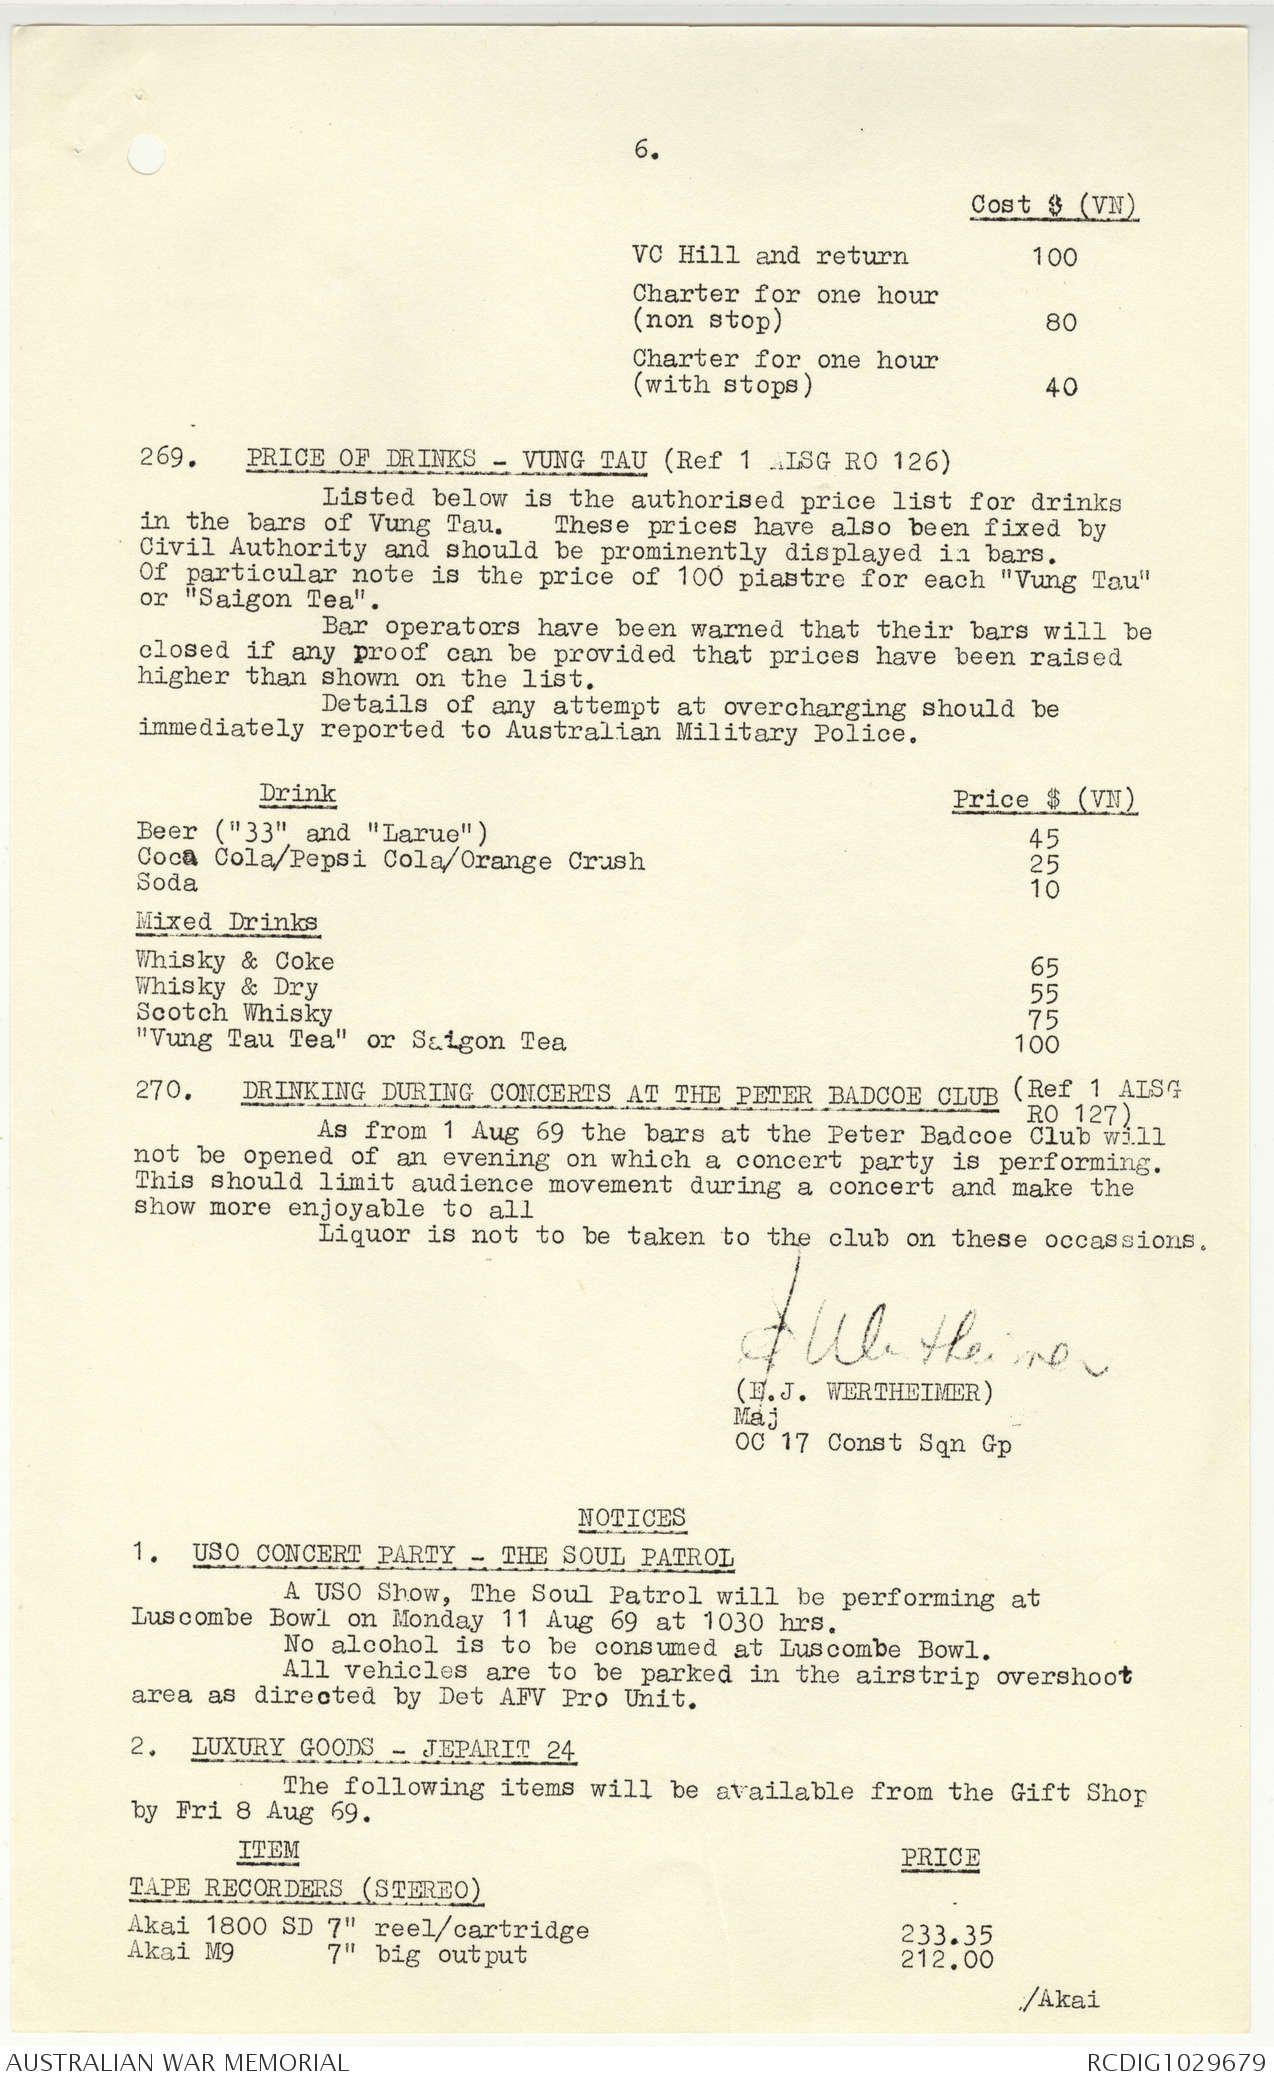 6.
Cost $ (VN)
VC Hill and return 100
Charter for one hour
(non stop) 80
Charter for one hour
(with stops) 40
269. PRICE OF DRINKS - VUNG TAU (Ref 1 ALSG RO 126)
Listed below is the authorised price list for drinks
in the bars of Vung Tau. These prices have also been fixed by
Civil Authority and should be prominently displayed in bars.
Of particular note is the price of 100 piastre for each "Vung Tau"
or "Saigon Tea".
Bar operators have been warned that their bars will be
closed if any proof can be provided that prices have been raised
higher than shown on the list.
Details of any attempt at overcharging should be
immediately reported to Australian Military Police.
Drink Price $ (VN)
Beer ("33" and "Larue") 45
Coca Cola/Pepsi Cola/Orange Crush 25
Soda 10
Mixed Drinks
Whisky & Coke 65
Whisky & Dry 55
Scotch Whisky 75
"Vung Tau Tea" or Saigon Tea 100
270. DRINKING DURING CONCERTS AT THE PETER BADCOE CLUB (Ref 1 ALSG
RO 127)
As from 1 Aug 69 the bars at the Peter Badcoe Club will
not be opened of an evening on which a concert party is performing.
This should limit audience movement during a concert and make the
show more enjoyable to all
Liquor is not to be taken to the club on these occassions.
E J Wertheimer
(E.J. WERTHEIMER)
Maj
OC 17 Const Sqn Gp
NOTICES
1. USO CONCERT PARTY - THE SOUL PATROL
A USO Show, The Soul Patrol will be performing at
Luscombe Bowl on Monday 11 Aug 69 at 1030 hrs.
No alcohol is to be consumed at Luscombe Bowl.
All vehicles are to be parked in the airstrip overshoot
area as directed by Det AFV Pro Unit.
2. LUXURY GOODS - JEPARIT 24
The following items will be available from the Gift Shop
by Fri 8 Aug 69.
ITEM PRICE
TAPE RECORDERS (STEREO)
Akai 1800 SD 7" reel/cartridge 233.35
Akai M9 7" big output 212.00
/Akai
AUSTRALIAN WAR MEMORIAL RCDIG1029679